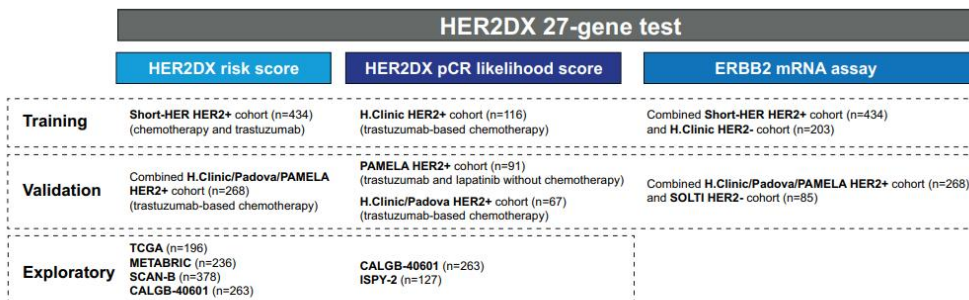 HER2DX 27-gene test
HER2DX risk score
HER2DX pCR likelihood score
ERBB2 mRNA assay
Training
Short-HER HER2+ cohort (n=434)
(chemotherapy and trastuzumab)
H.Clinic HER2+ cohort (n=116)
(trastuzumab-based chemotherapy)
Combined Short-HER HER2+ cohort (n=434)
and H.Clinic HER2- cohort (n=203)
Validation
Combined H.Clinic/Padova/PAMELA
HER2+ cohort (n=268)
(trastuzumab-based chemotherapy)
PAMELA HER2+ cohort (n=91)
(trastuzumab and lapatinib without chemotherapy)
H.Clinic/Padova HER2+ cohort (n=67)
(trastuzumab-based chemotherapy)
Combined H.Clinic/Padova/PAMELA HER2+ cohort (n=268)
and SOLTI HER2- cohort (n=85)
Exploratory
TCGA (n=196)
METABRIC (n=236)
SCAN-B (n=378)
CALGB-40601 (n=263)
CALGB-40601 (n=263)
ISPY-2 (n=127)